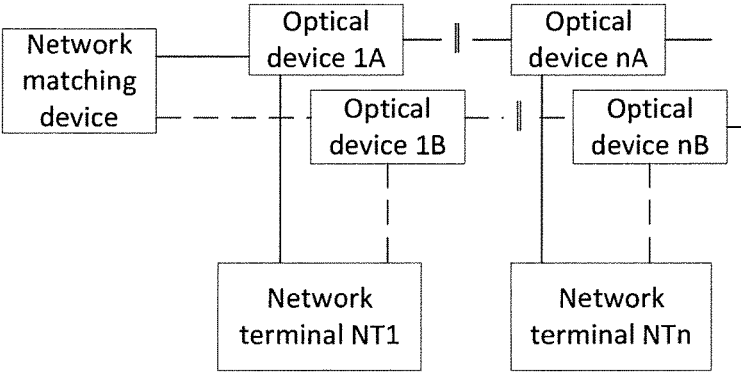 Network
matching
device
Optical
device 1A
Optical
device nA
Optical
device 1B
Optical
device nB
Network
terminal NT1
Network
terminal NTn